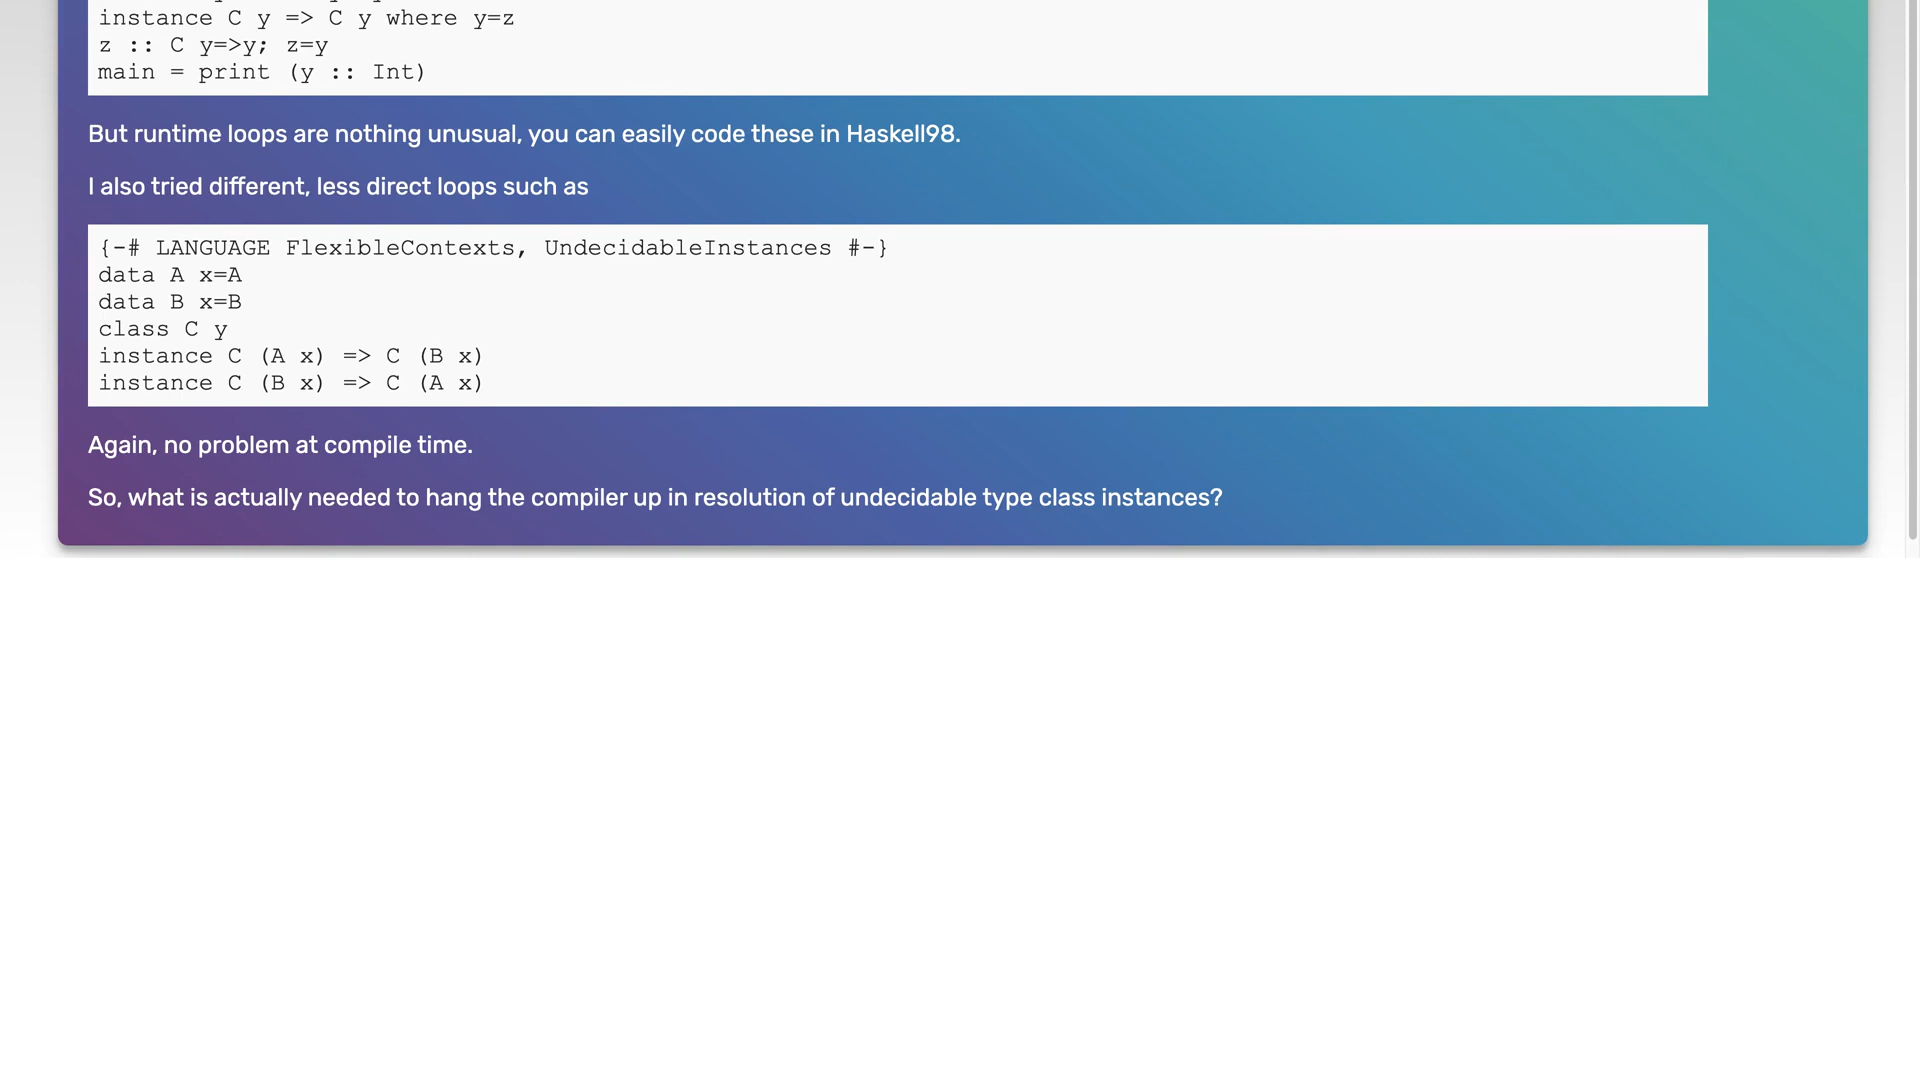 instance C y => C y where y=z
z :: C y=>y; z=y
main = print (y :: Int)
But runtime loops are nothing unusual, you can easily code these in Haskell98.
I also tried different, less direct loops such as
{-# LANGUAGE FlexibleContexts, UndecidableInstances #-}
data A x=A
data B x=B
class C y
instance C (A x) => C (B x)
instance C (B x) => C (A x)
Again, no problem at compile time.
So, what is actually needed to hang the compiler up in resolution of undecidable type class instances?